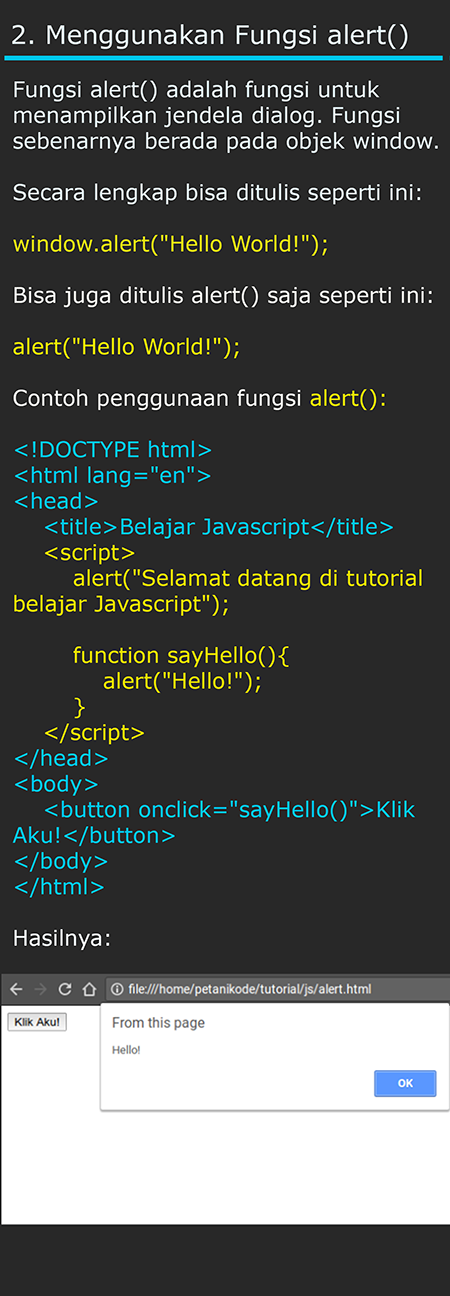 2. Menggunakan Fungsi alert()
Fungsi alert() adalah fungsi untuk
menampilkan jendela dialog. Fungsi
sebenarnya berada pada objek window.
Secara lengkap bisa ditulis seperti ini:
window.alert("Hello World!");
Bisa juga ditulis alert() saja seperti ini:
alert("Hello World!");
Contoh penggunaan fungsi alert():
<!DOCTYPE html>
<html lang="en">
<head>
<title>Belajar Javascript</title>
<script>
alert("Selamat datang di tutorial
belajar Javascript");
function sayHello(){
alert("Hello!");
}
</script>
</head>
<body>
<button onclick="sayHello()">Klik
Aku!</button>
</body>
</html>
Hasilnya:
file:///home/petanikode/tutorial/js/alert.html
Klik Aku!
From this page
Hello!
OK